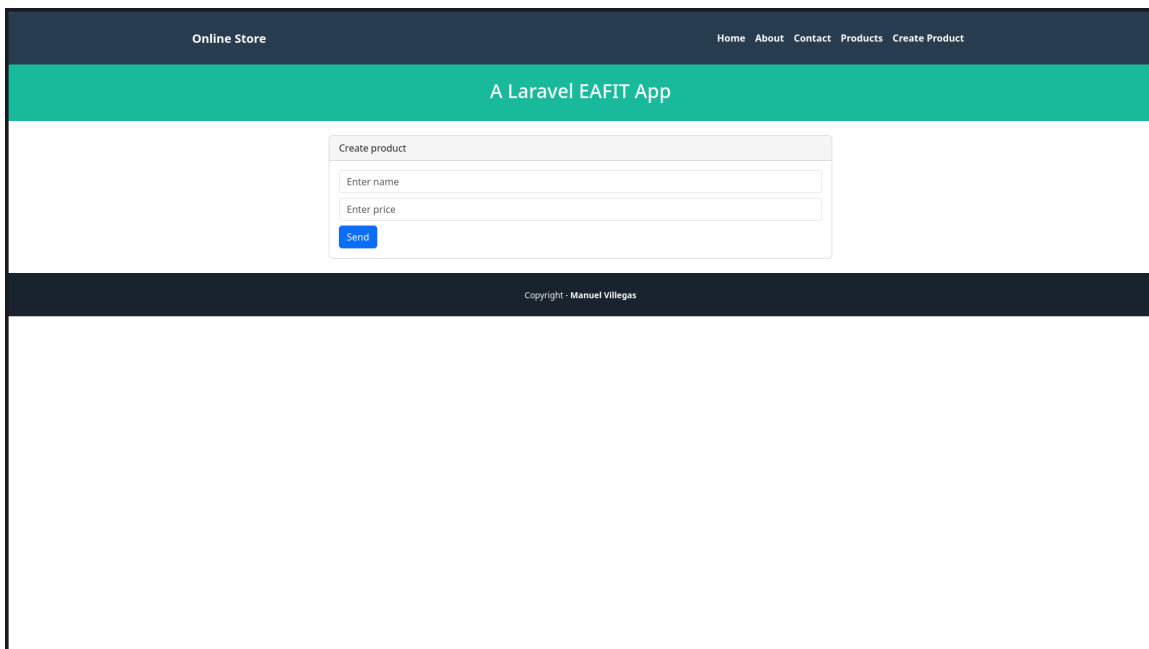 Online Store
Home About Contact Products Create Product
A Laravel EAFIT App
Create product
Enter name
Enter price
Send
Copyright - Manuel Villegas